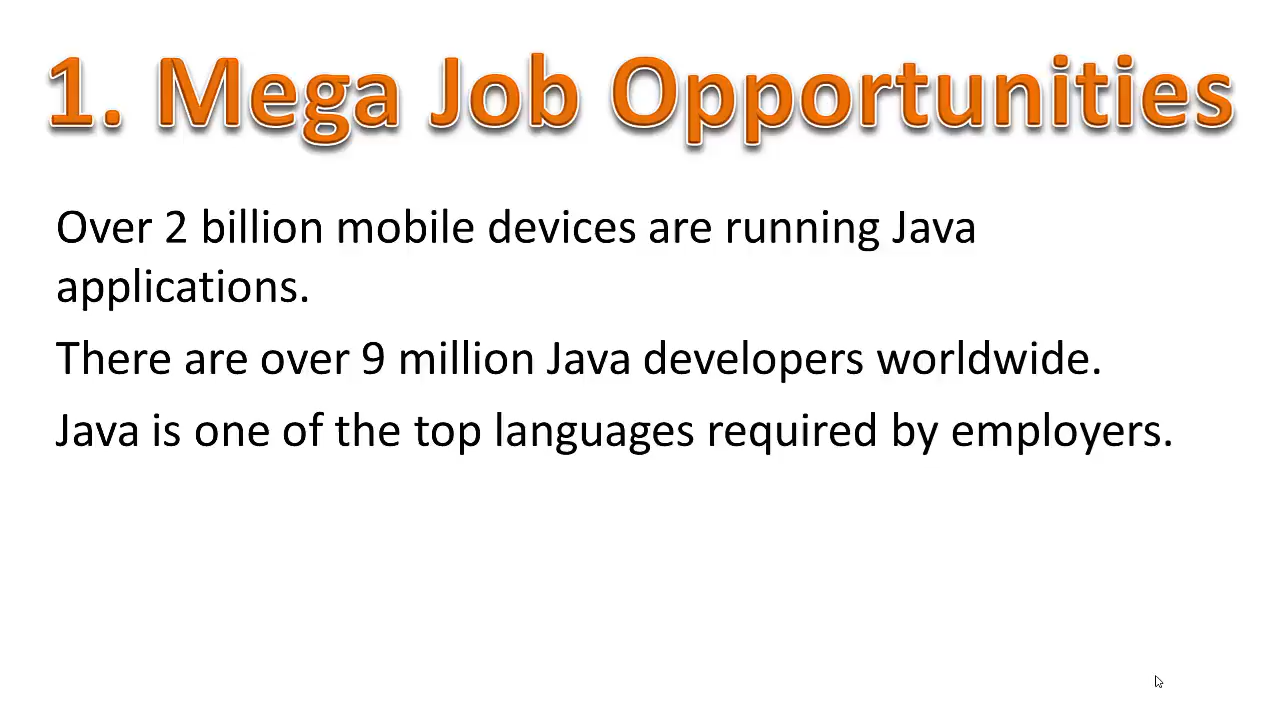 1. Mega Job Opportunities
Over 2 billion mobile devices are running Java
applications.
There are over 9 million Java developers worldwide.
Java is one of the top languages required by employers.